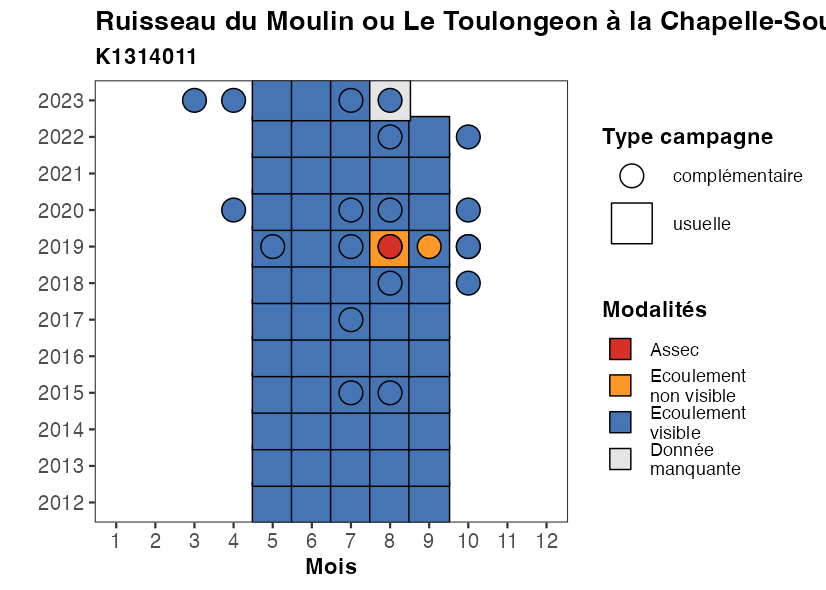 Ruisseau du Moulin ou Le Toulongeon à la Chapelle-Sou
K1314011
2023
2022
2021
2020
2019
2018
2017
2016
2015
2014
2013
2012
1 2 3 4 5 6 7 8 9 10 11 12
Mois
Type campagne
complémentaire
usuelle
Modalités
Assec
Ecoulement
non visible
Ecoulement
visible
Donnée
manquante